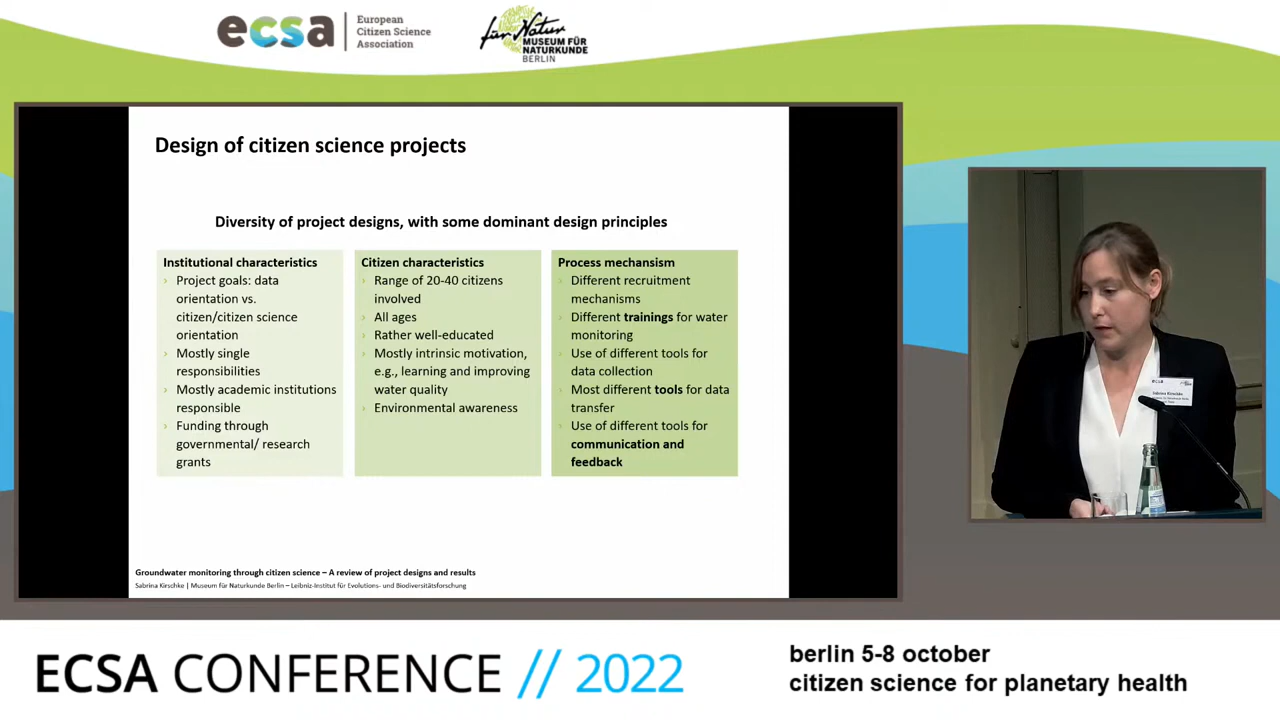 ecsa
European
Citizen Science
Association
für Natur
MUSEUM FÜR
NATURKUNDE
BERLIN
Design of citizen science projects
Diversity of project designs, with some dominant design principles
Institutional characteristics
› Project goals: data
orientation vs.
citizen/citizen science
orientation
› Mostly single
responsibilities
› Mostly academic institutions
responsible
› Funding through
governmental/ research
grants
Citizen characteristics
› Range of 20-40 citizens
involved
› All ages
› Rather well-educated
› Mostly intrinsic motivation,
e.g., learning and improving
water quality
› Environmental awareness
Process mechansism
› Different recruitment
mechanisms
› Different trainings for water
monitoring
› Use of different tools for
data collection
› Most different tools for data
transfer
› Use of different tools for
communication and
feedback
Groundwater monitoring through citizen science – A review of project designs and results
Sabrina Kirschke | Museum für Naturkunde Berlin – Leibniz-Institut für Evolutions- und Biodiversitätsforschung
ecsa
Sabrina Kirschke
ECSA CONFERENCE // 2022
berlin 5-8 october
citizen science for planetary health